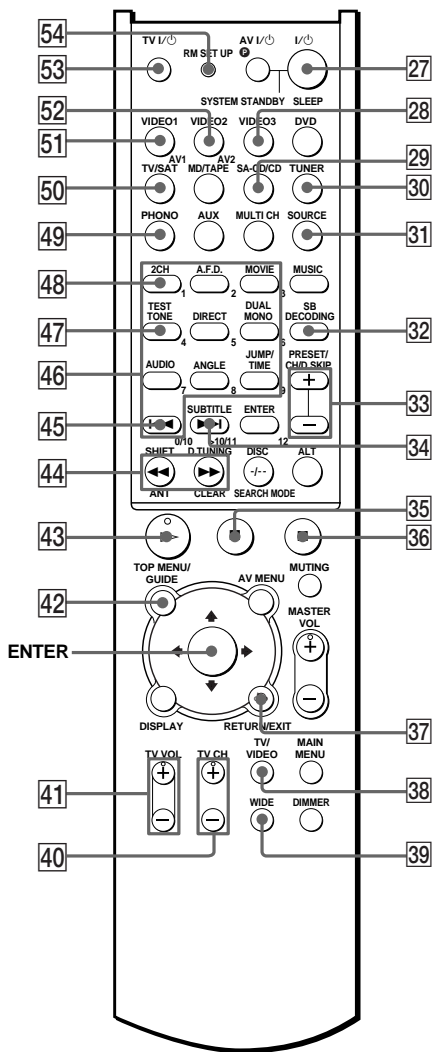 54
TV I/⏻
RM SET UP
AV I/⏻
I/⏻
P
53
27
SYSTEM STANDBY
SLEEP
52
28
VIDEO1
VIDEO2
VIDEO3
DVD
51
29
AV1
AV2
TV/SAT
MD/TAPE
SA-CD/CD
TUNER
50
30
PHONO
AUX
MULTI CH
SOURCE
49
31
2CH
A.F.D.
MOVIE
MUSIC
48
1
2
3
TEST TONE
DIRECT
DUAL MONO
SB DECODING
47
32
4
5
6
AUDIO
ANGLE
JUMP/ TIME
PRESET/ CH/D.SKIP
46
+
33
7
8
9
SUBTITLE
ENTER
−
45
34
0/10
>10/11
12
SHIFT
D.TUNING
DISC
ALT
44
-/--
ANT
CLEAR
SEARCH MODE
35
43
36
TOP MENU/ GUIDE
AV MENU
MUTING
42
MASTER VOL
+
ENTER
−
DISPLAY
RETURN/EXIT
37
TV VOL
TV CH
TV/ VIDEO
MAIN MENU
+
+
41
38
WIDE
DIMMER
−
−
40
39